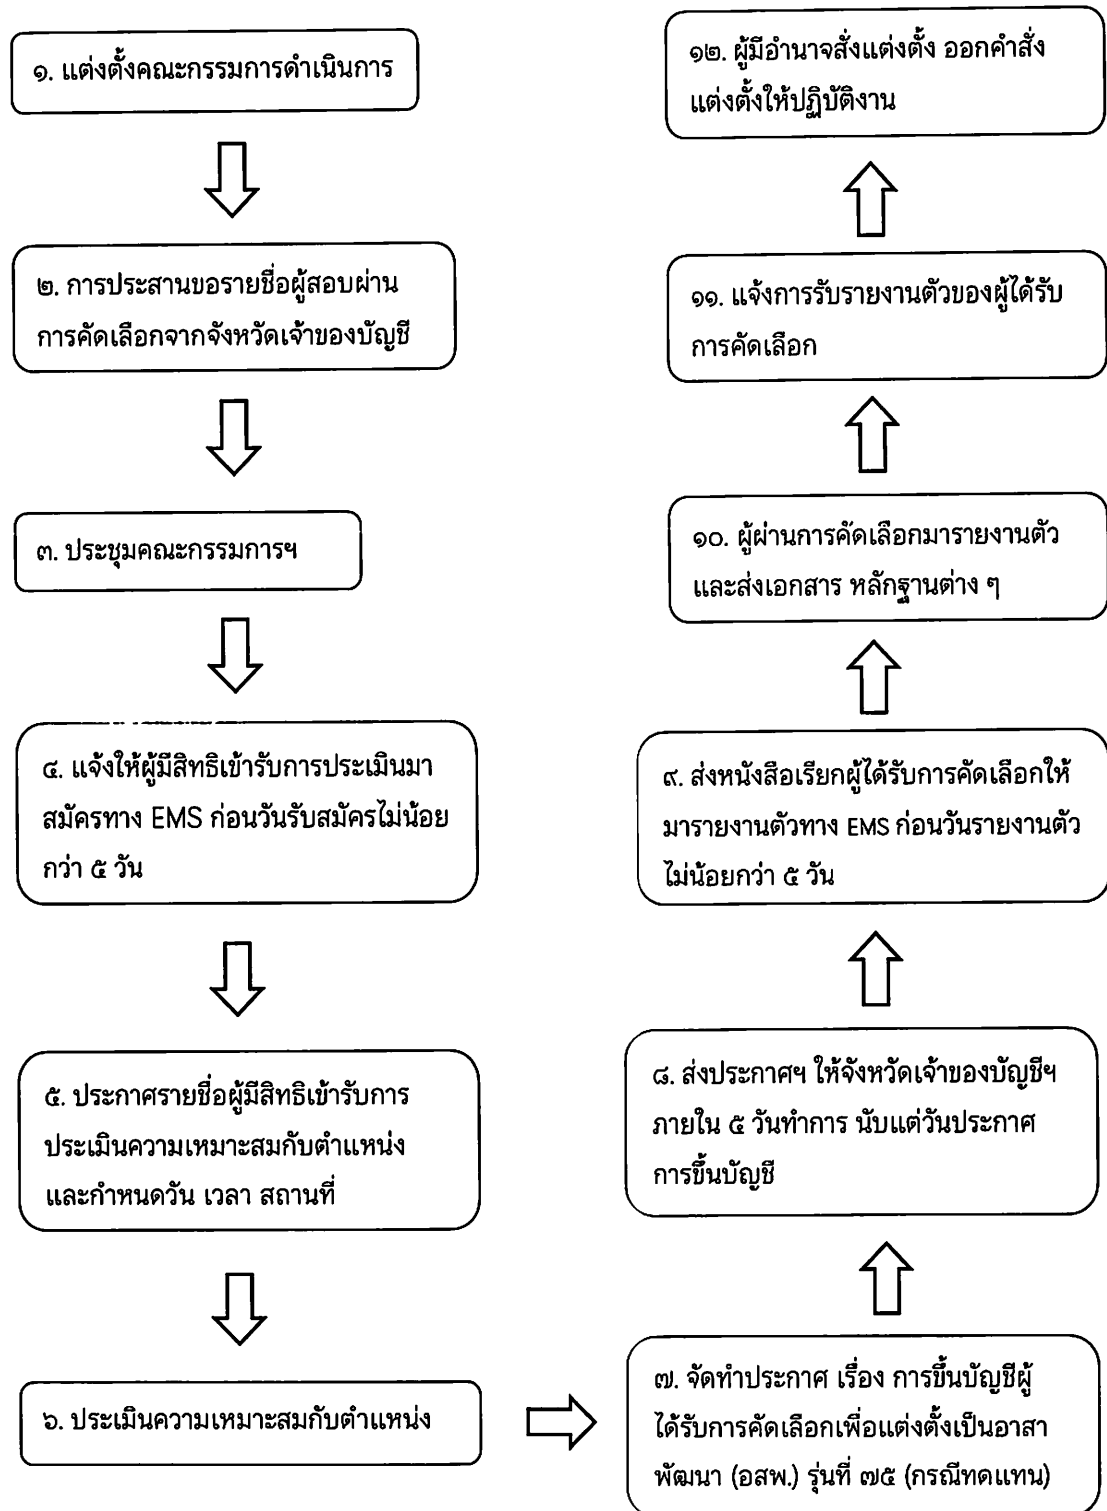 ๑. แต่งตั้งคณะกรรมการดำเนินการ
๒. การประสานขอรายชื่อผู้สอบผ่าน
การคัดเลือกจากจังหวัดเจ้าของบัญชี
๓. ประชุมคณะกรรมการฯ
๔. แจ้งให้ผู้มีสิทธิเข้ารับการประเมินมา
สมัครทาง EMS ก่อนวันรับสมัครไม่น้อย
กว่า ๕ วัน
๕. ประกาศรายชื่อผู้มีสิทธิเข้ารับการ
ประเมินความเหมาะสมกับตำแหน่ง
และกำหนดวัน เวลา สถานที่
๖. ประเมินความเหมาะสมกับตำแหน่ง
๗. จัดทำประกาศ เรื่อง การขึ้นบัญชีผู้
ได้รับการคัดเลือกเพื่อแต่งตั้งเป็นอาสา
พัฒนา (อสพ.) รุ่นที่ ๗๕ (กรณีทดแทน)
๘. ส่งประกาศฯ ให้จังหวัดเจ้าของบัญชีฯ
ภายใน ๕ วันทำการ นับแต่วันประกาศ
การขึ้นบัญชี
๙. ส่งหนังสือเรียกผู้ได้รับการคัดเลือกให้
มารายงานตัวทาง EMS ก่อนวันรายงานตัว
ไม่น้อยกว่า ๕ วัน
๑๐. ผู้ผ่านการคัดเลือกมารายงานตัว
และส่งเอกสาร หลักฐานต่าง ๆ
๑๑. แจ้งการรับรายงานตัวของผู้ได้รับ
การคัดเลือก
๑๒. ผู้มีอำนาจสั่งแต่งตั้ง ออกคำสั่ง
แต่งตั้งให้ปฏิบัติงาน